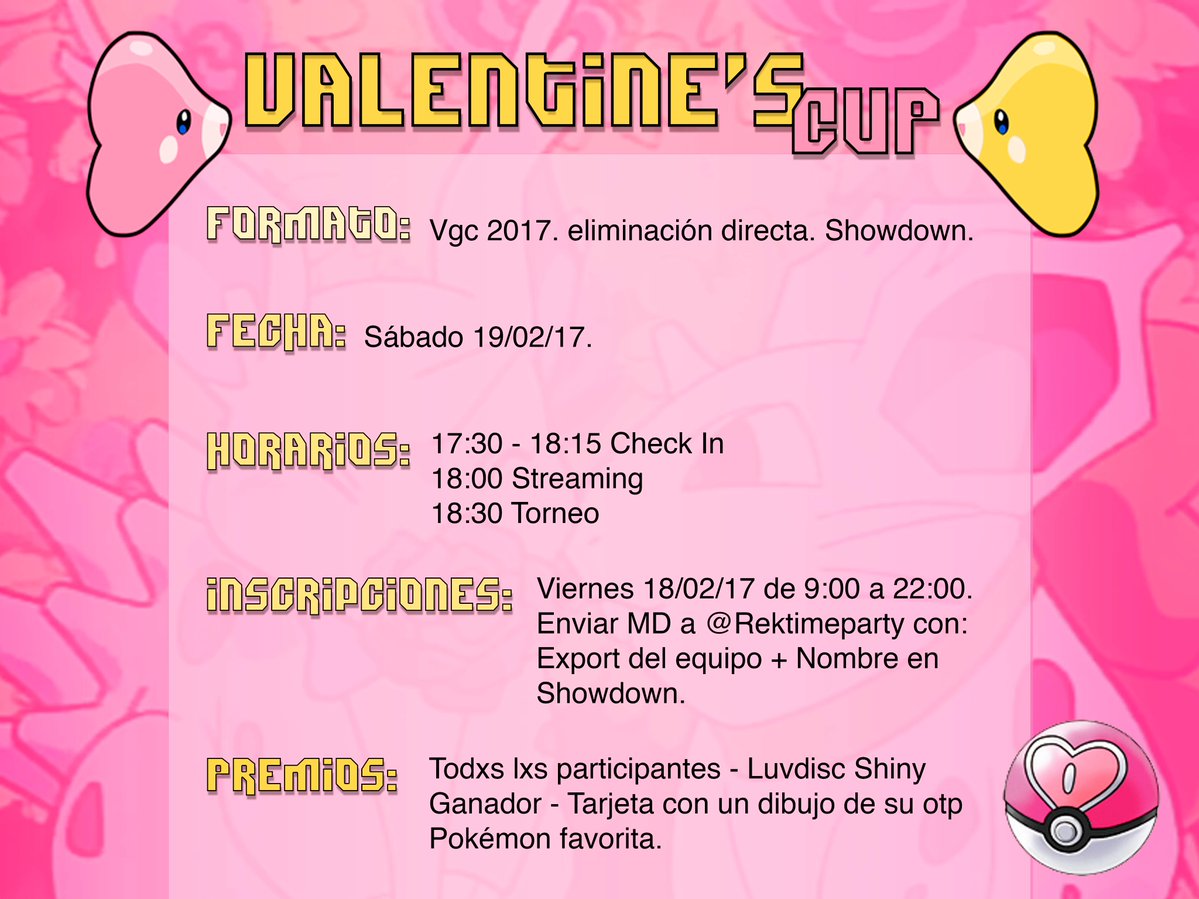 VALENTINE'S CUP
FORMATO: Vgc 2017. eliminación directa. Showdown.
FECHA: Sábado 19/02/17.
HORARIOS: 17:30 - 18:15 Check In
18:00 Streaming
18:30 Torneo
INSCRIPCIONES: Viernes 18/02/17 de 9:00 a 22:00.
Enviar MD a @Rektimeparty con:
Export del equipo + Nombre en
Showdown.
PREMIOS: Todxs lxs participantes - Luvdisc Shiny
Ganador - Tarjeta con un dibujo de su otp
Pokémon favorita.